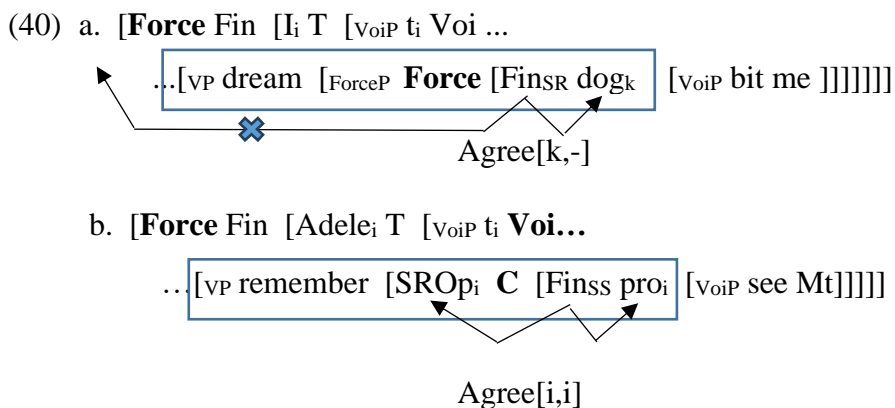 (40) a. [Force Fin [Iᵢ T [VoiP tᵢ Voi ...
...[VP dream [ForceP Force [FinSR dogₖ [VoiP bit me ]]]]]]]
Agree[k,-]
b. [Force Fin [Adeleᵢ T [VoiP tᵢ Voi…
…[VP remember [SROpᵢ C [FinSS proᵢ [VoiP see Mt]]]]]
Agree[i,i]